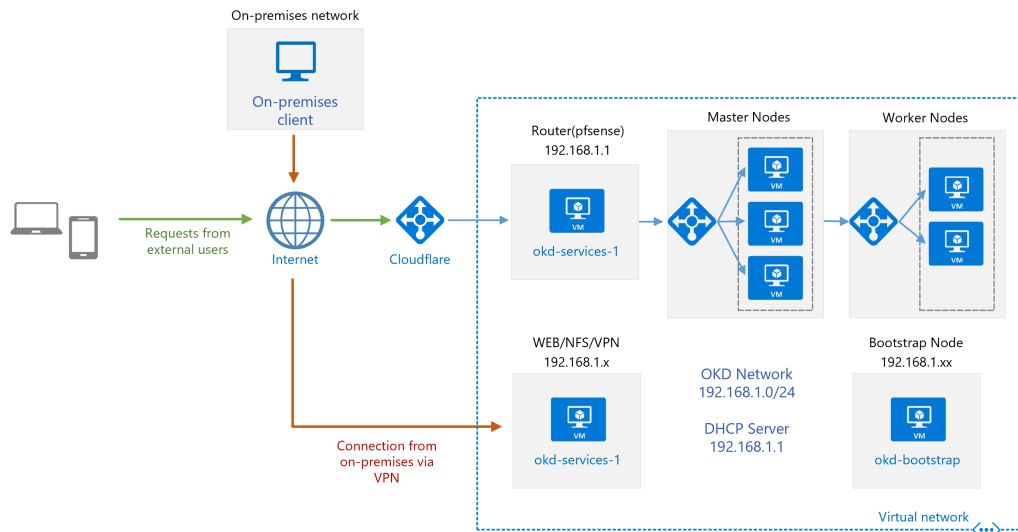 On-premises network
On-premises
client
Requests from
external users
Internet
Cloudflare
Router(pfsense)
192.168.1.1
VM
okd-services-1
Master Nodes
VM
VM
VM
Worker Nodes
VM
VM
WEB/NFS/VPN
192.168.1.x
VM
okd-services-1
Connection from
on-premises via
VPN
OKD Network
192.168.1.0/24
DHCP Server
192.168.1.1
Bootstrap Node
192.168.1.xx
VM
okd-bootstrap
Virtual network